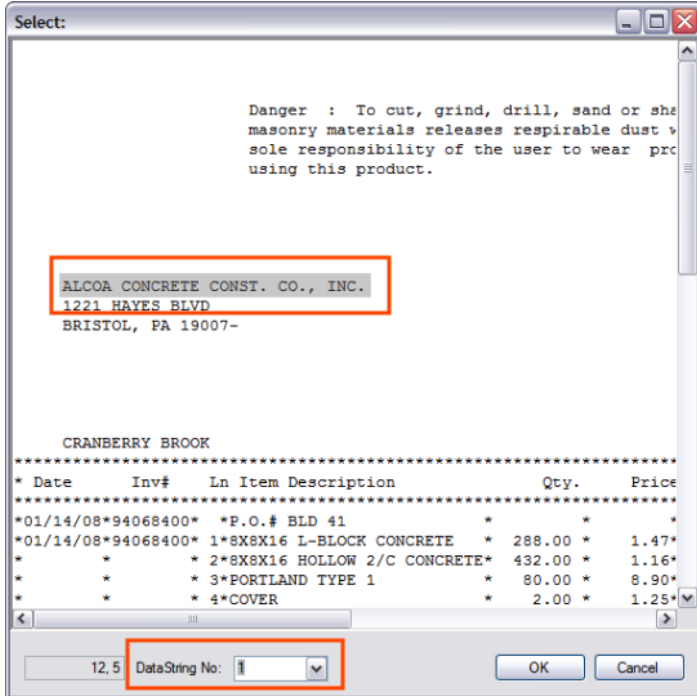 Select:
Danger : To cut, grind, drill, sand or sha
masonry materials releases respirable dust w
sole responsibility of the user to wear pro
using this product.
ALCOA CONCRETE CONST. CO., INC.
1221 HAYES BLVD
BRISTOL, PA 19007-
CRANBERRY BROOK
********************************************************************
* Date Inv# Ln Item Description Qty. Price
********************************************************************
*01/14/08*94068400* *P.O.# BLD 41 * * *
*01/14/08*94068400* 1*8X8X16 L-BLOCK CONCRETE * 288.00 * 1.47*
* * * 2*8X8X16 HOLLOW 2/C CONCRETE* 432.00 * 1.16*
* * * 3*PORTLAND TYPE 1 * 80.00 * 8.90*
* * * 4*COVER * 2.00 * 1.25*
12, 5 DataString No: 1 OK Cancel